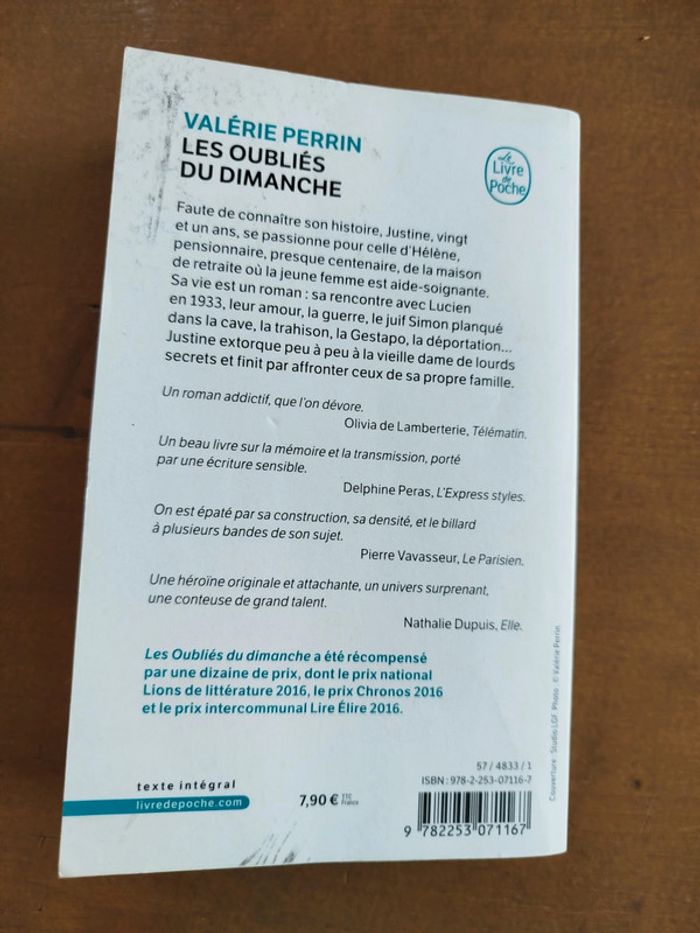 VALÉRIE PERRIN
LES OUBLIÉS
DU DIMANCHE
Le
Livre
de
Poche
Faute de connaître son histoire, Justine, vingt
et un ans, se passionne pour celle d'Hélène,
pensionnaire, presque centenaire, de la maison
de retraite où la jeune femme est aide-soignante.
Sa vie est un roman : sa rencontre avec Lucien
en 1933, leur amour, la guerre, le juif Simon planqué
dans la cave, la trahison, la Gestapo, la déportation...
Justine extorque peu à peu à la vieille dame de lourds
secrets et finit par affronter ceux de sa propre famille.
Un roman addictif, que l'on dévore.
Olivia de Lamberterie, Télématin.
Un beau livre sur la mémoire et la transmission, porté
par une écriture sensible.
Delphine Peras, L'Express styles.
On est épaté par sa construction, sa densité, et le billard
à plusieurs bandes de son sujet.
Pierre Vavasseur, Le Parisien.
Une héroïne originale et attachante, un univers surprenant,
une conteuse de grand talent.
Nathalie Dupuis, Elle.
Les Oubliés du dimanche a été récompensé
par une dizaine de prix, dont le prix national
Lions de littérature 2016, le prix Chronos 2016
et le prix intercommunal Lire Élire 2016.
Couverture : Studio LGF. Photo : © Valérie Perrin.
texte intégral
livredepoche.com
7,90 € TTC
France
57 / 4833 / 1
ISBN : 978-2-253-07116-7
9 782253 071167